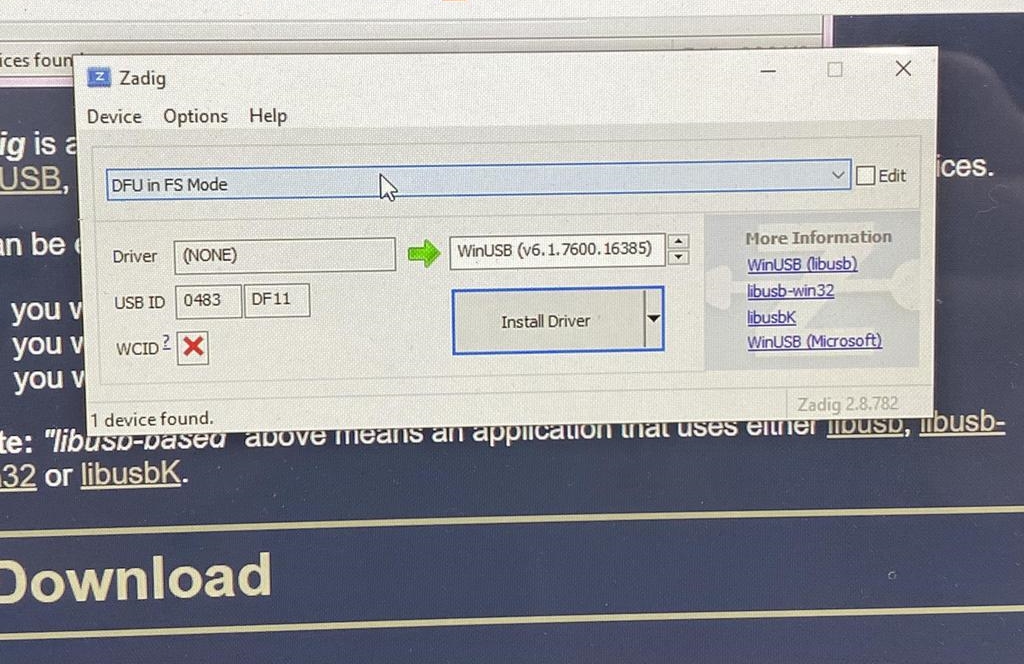 ices foun
Zadig
Device Options Help
ig is a
USB,
ices.
DFU in FS Mode
Edit
an be
Driver (NONE) WinUSB (v6.1.7600.16385)
More Information
WinUSB (libusb)
USB ID 0483 DF11
libusb-win32
you
Install Driver
libusbK
WCID ?
WinUSB (Microsoft)
you
you
1 device found.
Zadig 2.8.782
te: "libusb-based" above means an application that uses either libusb, libusb-
32 or libusbK.
Download